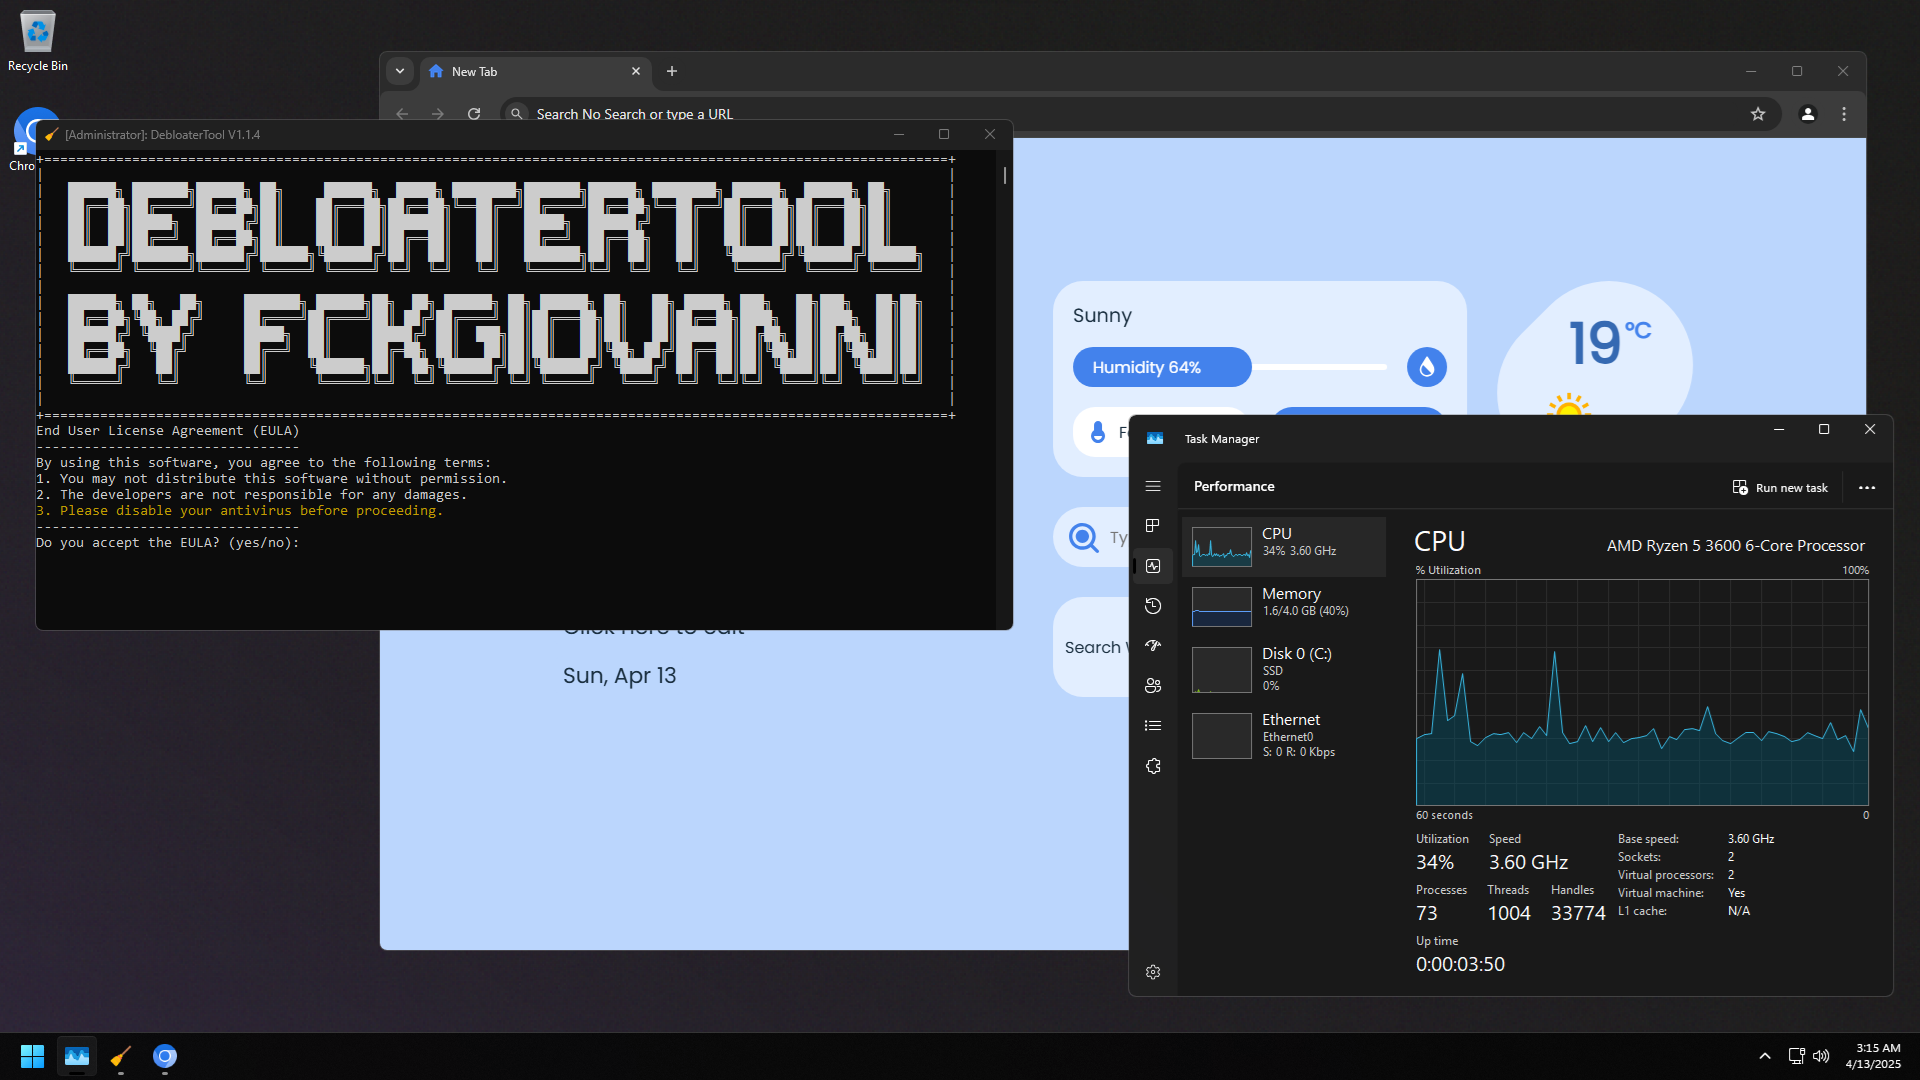 Recycle Bin
Chro
New Tab
Search No Search or type a URL
[Administrator]: DebloaterTool V1.1.4
DEBLOATERTOOL
BY FCKGIOVANNI
End User License Agreement (EULA)
---------------------------------
By using this software, you agree to the following terms:
1. You may not distribute this software without permission.
2. The developers are not responsible for any damages.
3. Please disable your antivirus before proceeding.
---------------------------------
Do you accept the EULA? (yes/no):
Sunny
Humidity 64%
19 °C
Click here to edit
Sun, Apr 13
Search
Task Manager
Performance
Run new task
CPU
34% 3.60 GHz
Memory
1.6/4.0 GB (40%)
Disk 0 (C:)
SSD
0%
Ethernet
Ethernet0
S: 0 R: 0 Kbps
CPU
AMD Ryzen 5 3600 6-Core Processor
% Utilization
100%
60 seconds
0
Utilization
34%
Speed
3.60 GHz
Processes
73
Threads
1004
Handles
33774
Up time
0:00:03:50
Base speed: 3.60 GHz
Sockets: 2
Virtual processors: 2
Virtual machine: Yes
L1 cache: N/A
3:15 AM
4/13/2025